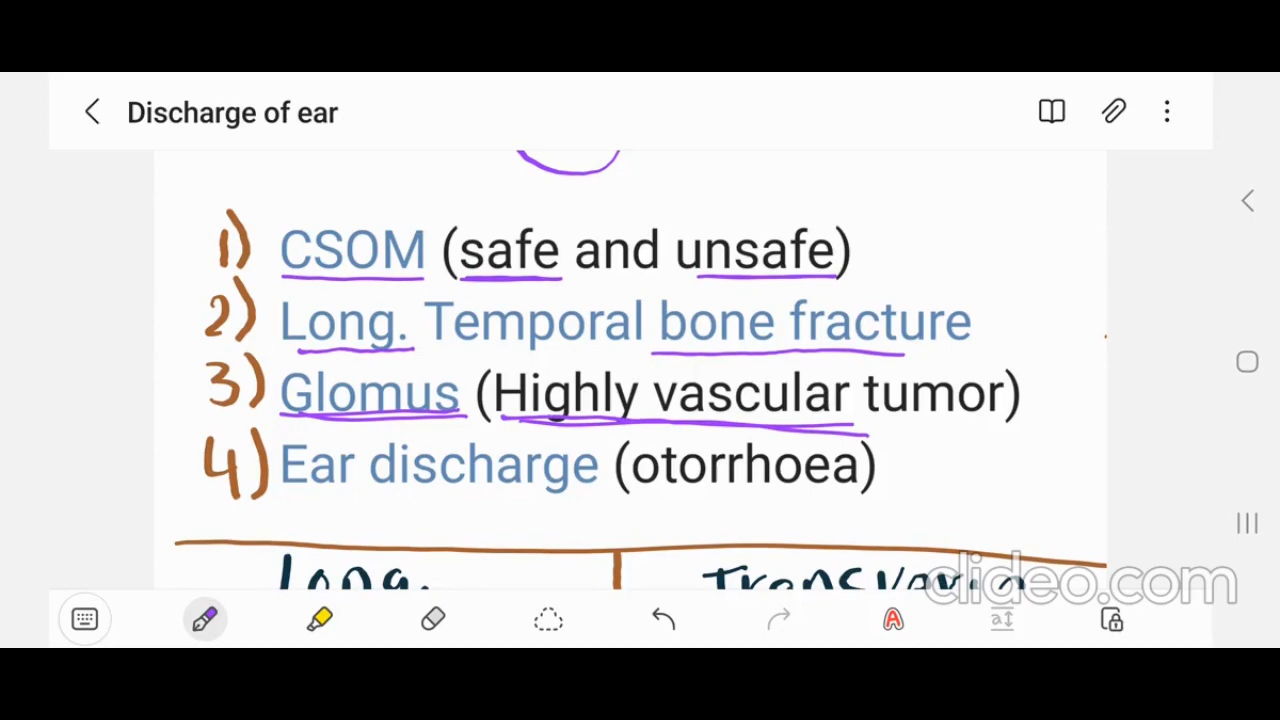 Discharge of ear
1) CSOM (safe and unsafe)
2) Long. Temporal bone fracture
3) Glomus (Highly vascular tumor)
4) Ear discharge (otorrhoea)
Long.
clideo.com
A